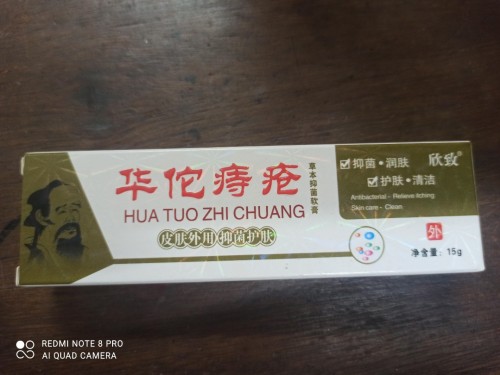 华佗痔疮
草本抑菌软膏
HUA TUO ZHI CHUANG
皮肤外用 抑菌护肤
☑抑菌·润肤
☑护肤·清洁
欣致
Antibacterial - Relieve itching
Skin care - Clean
外
净含量：15g
REDMI NOTE 8 PRO
AI QUAD CAMERA